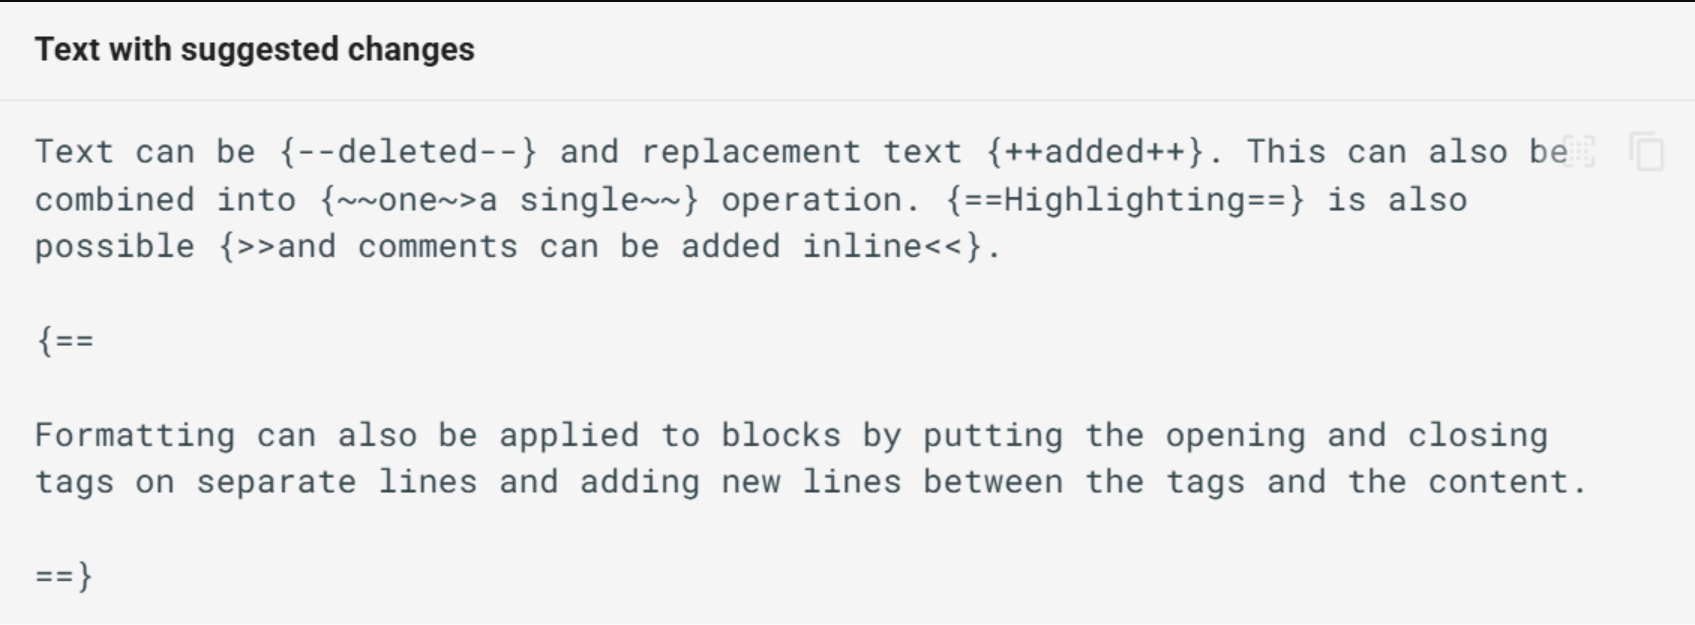 Text with suggested changes
Text can be {--deleted--} and replacement text {++added++}. This can also be
combined into {~~one~>a single~~} operation. {==Highlighting==} is also
possible {>>and comments can be added inline<<}.
{==
Formatting can also be applied to blocks by putting the opening and closing
tags on separate lines and adding new lines between the tags and the content.
==}